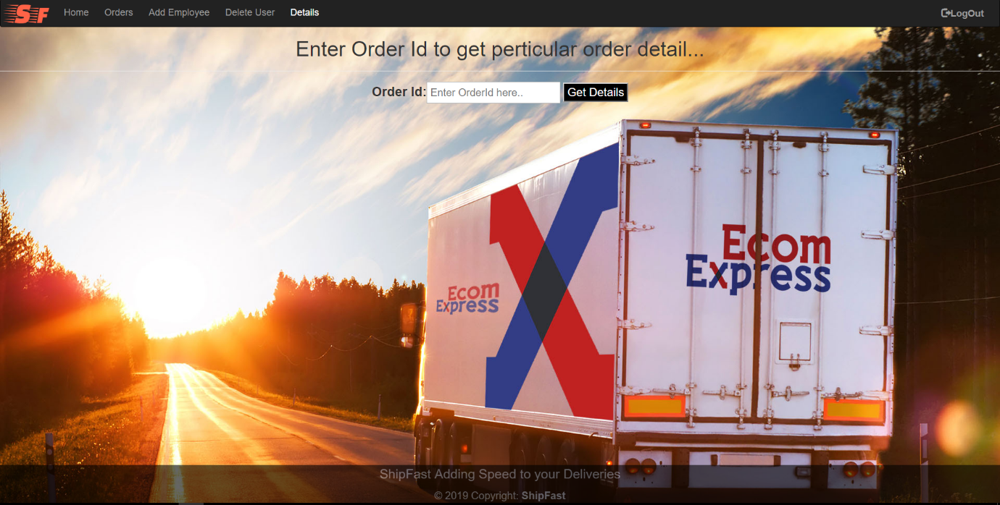 SF Home Orders Add Employee Delete User Details LogOut
Enter Order Id to get perticular order detail...
Order Id: Enter OrderId here.. Get Details
Ecom
Express
Ecom
Express
ShipFast Adding Speed to your Deliveries
© 2019 Copyright: ShipFast